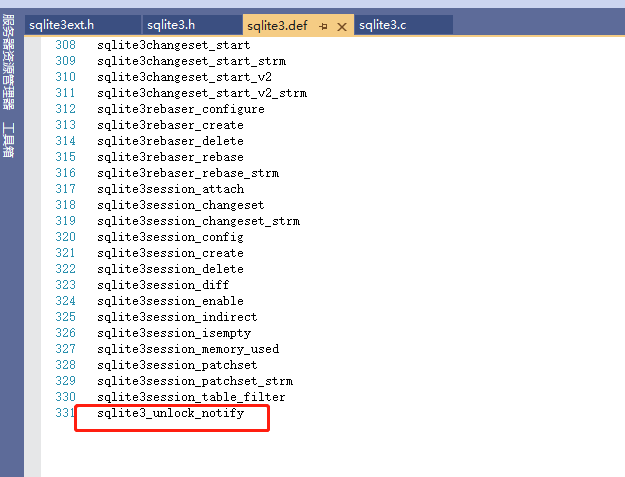 sqlite3ext.h sqlite3.h sqlite3.def sqlite3.c
服务器资源管理器 工具箱
308 sqlite3changeset_start
309 sqlite3changeset_start_strm
310 sqlite3changeset_start_v2
311 sqlite3changeset_start_v2_strm
312 sqlite3rebaser_configure
313 sqlite3rebaser_create
314 sqlite3rebaser_delete
315 sqlite3rebaser_rebase
316 sqlite3rebaser_rebase_strm
317 sqlite3session_attach
318 sqlite3session_changeset
319 sqlite3session_changeset_strm
320 sqlite3session_config
321 sqlite3session_create
322 sqlite3session_delete
323 sqlite3session_diff
324 sqlite3session_enable
325 sqlite3session_indirect
326 sqlite3session_isempty
327 sqlite3session_memory_used
328 sqlite3session_patchset
329 sqlite3session_patchset_strm
330 sqlite3session_table_filter
331 sqlite3_unlock_notify